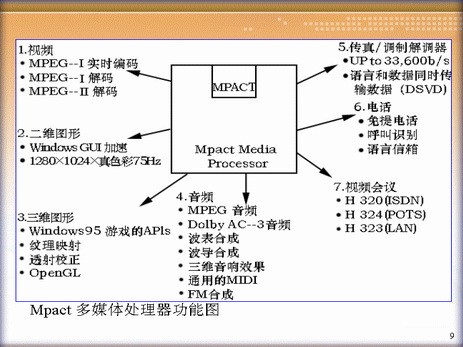 1.视频
• MPEG--Ⅰ 实时编码
• MPEG--Ⅰ 解码
• MPEG--Ⅱ 解码
2.二维图形
• Windows GUI 加速
• 1280×1024×真色彩75Hz
3.三维图形
• Windows95 游戏的APIs
• 纹理映射
• 透射校正
• OpenGL
MPACT
Mpact Media
Processor
4.音频
• MPEG 音频
• Dolby AC--3音频
• 波表合成
• 波导合成
• 三维音响效果
• 通用的MIDI
• FM合成
5.传真/调制解调器
• UP to 33,600b/s
• 语言和数据同时传
输数据（DSVD）
6.电话
• 免提电话
• 呼叫识别
• 语言信箱
7.视频会议
• H 320(ISDN)
• H 324(POTS)
• H 323(LAN)
Mpact 多媒体处理器功能图
9